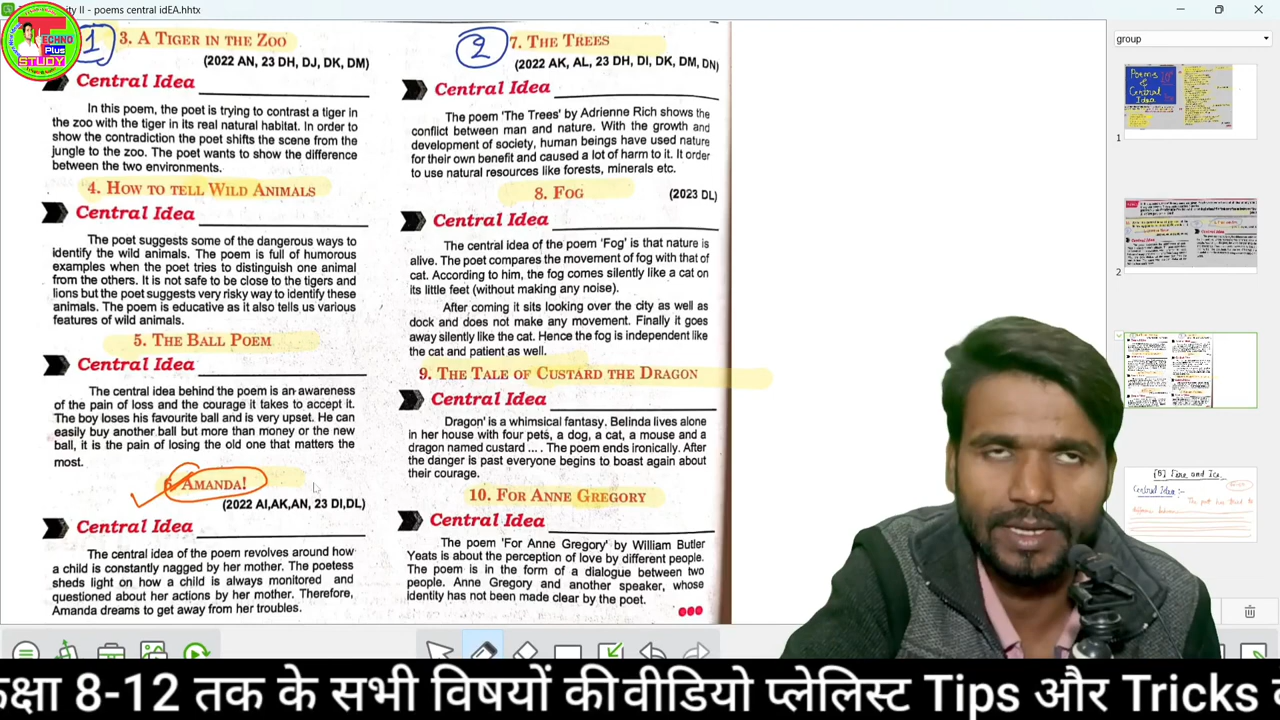 ity II - poems central idEA.hhtx
TECHNO
Plus
STUDY
1
3. A TIGER IN THE ZOO
(2022 AN, 23 DH, DJ, DK, DM)
Central Idea
In this poem, the poet is trying to contrast a tiger in
the zoo with the tiger in its real natural habitat. In order to
show the contradiction the poet shifts the scene from the
jungle to the zoo. The poet wants to show the difference
between the two environments.
4. HOW TO TELL WILD ANIMALS
Central Idea
The poet suggests some of the dangerous ways to
identify the wild animals. The poem is full of humorous
examples when the poet tries to distinguish one animal
from the others. It is not safe to be close to the tigers and
lions but the poet suggests very risky way to identify these
animals. The poem is educative as it also tells us various
features of wild animals.
5. THE BALL POEM
Central Idea
The central idea behind the poem is an awareness
of the pain of loss and the courage it takes to accept it.
The boy loses his favourite ball and is very upset. He can
easily buy another ball but more than money or the new
ball, it is the pain of losing the old one that matters the
most.
6. AMANDA!
(2022 AI,AK,AN, 23 DI,DL)
Central Idea
The central idea of the poem revolves around how
a child is constantly nagged by her mother. The poetess
sheds light on how a child is always monitored and
questioned about her actions by her mother. Therefore,
Amanda dreams to get away from her troubles.
2
7. THE TREES
(2022 AK, AL, 23 DH, DI, DK, DM, DN)
Central Idea
The poem 'The Trees' by Adrienne Rich shows the
conflict between man and nature. With the growth and
development of society, human beings have used nature
for their own benefit and caused a lot of harm to it. It order
to use natural resources like forests, minerals etc.
8. FOG
(2023 DL)
Central Idea
The central idea of the poem 'Fog' is that nature is
alive. The poet compares the movement of fog with that of
cat. According to him, the fog comes silently like a cat on
its little feet (without making any noise).
After coming it sits looking over the city as well as
dock and does not make any movement. Finally it goes
away silently like the cat. Hence the fog is independent like
the cat and patient as well.
9. THE TALE OF CUSTARD THE DRAGON
Central Idea
Dragon' is a whimsical fantasy. Belinda lives alone
in her house with four pets, a dog, a cat, a mouse and a
dragon named custard .... The poem ends ironically. After
the danger is past everyone begins to boast again about
their courage.
10. FOR ANNE GREGORY
Central Idea
The poem 'For Anne Gregory' by William Butler
Yeats is about the perception of love by different people.
The poem is in the form of a dialogue between two
people. Anne Gregory and another speaker, whose
identity has not been made clear by the poet.
group
Poems
&
Central
Idea
1
2
[6] Fire and Ice
Central Idea :-
The poet has tried to
कक्षा 8-12 तक के सभी विषयों की वीडियो प्लेलिस्ट Tips और Tricks